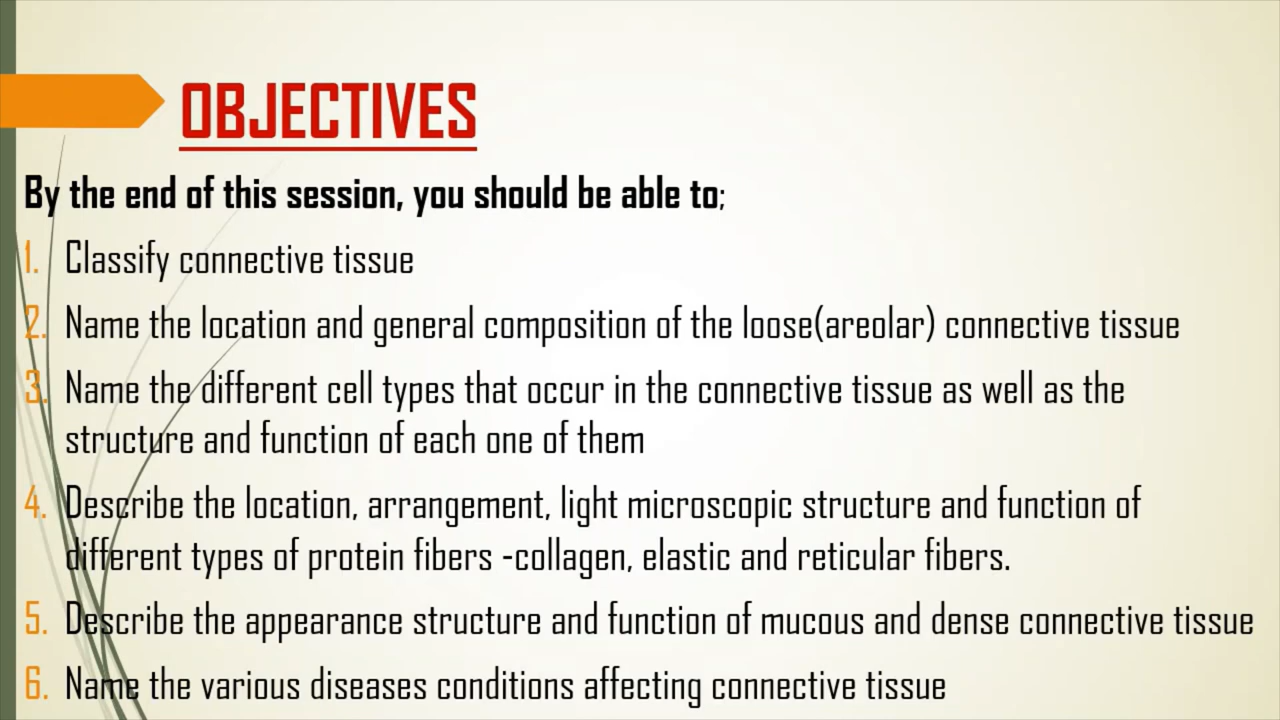 OBJECTIVES
By the end of this session, you should be able to;
1. Classify connective tissue
2. Name the location and general composition of the loose(areolar) connective tissue
3. Name the different cell types that occur in the connective tissue as well as the
structure and function of each one of them
4. Describe the location, arrangement, light microscopic structure and function of
different types of protein fibers -collagen, elastic and reticular fibers.
5. Describe the appearance structure and function of mucous and dense connective tissue
6. Name the various diseases conditions affecting connective tissue